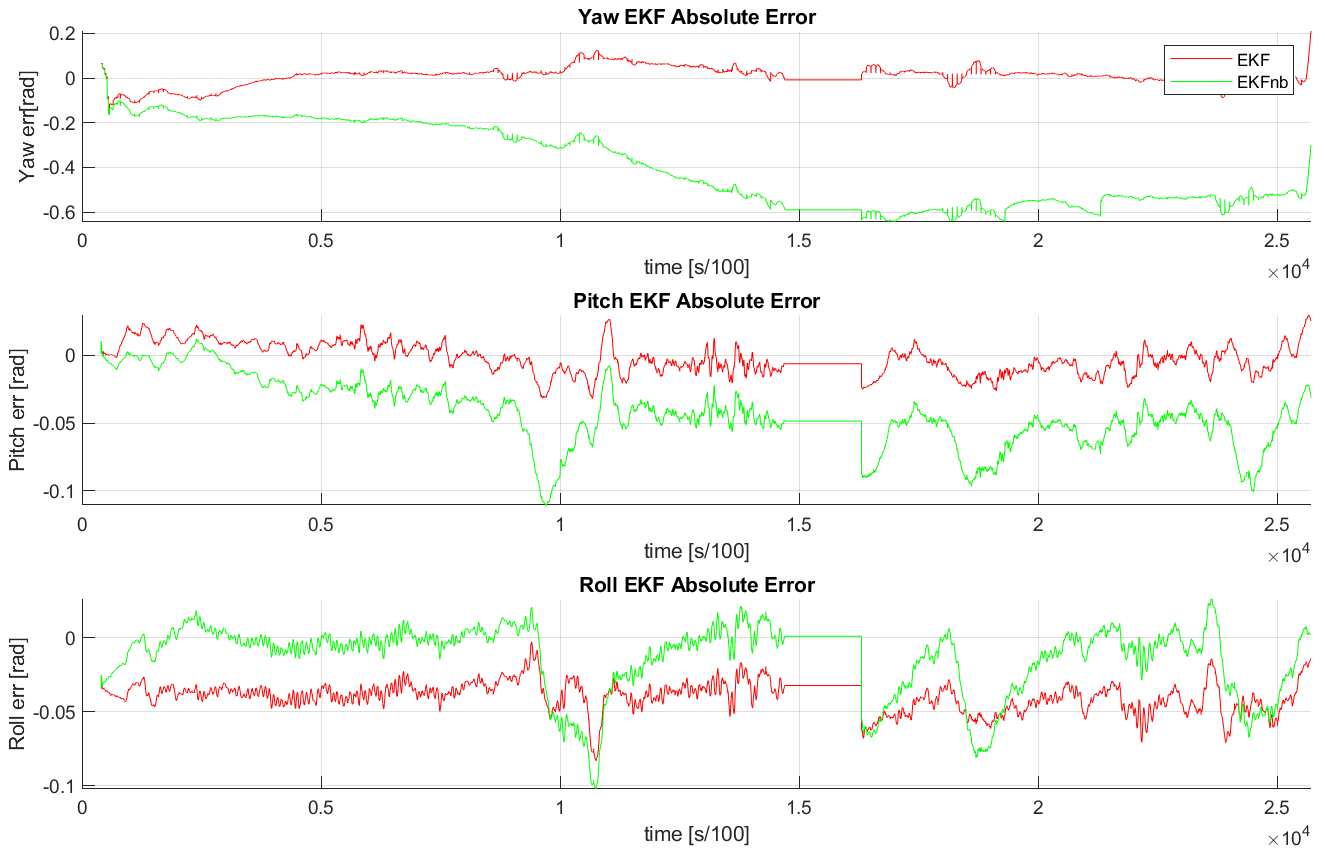 Yaw EKF Absolute Error
0.2
0
-0.2
-0.4
-0.6
Yaw err[rad]
EKF
EKFnb
0 0.5 1 1.5 2 2.5
time [s/100]
×10^4
Pitch EKF Absolute Error
0
-0.05
-0.1
Pitch err [rad]
0 0.5 1 1.5 2 2.5
time [s/100]
×10^4
Roll EKF Absolute Error
0
-0.05
-0.1
Roll err [rad]
0 0.5 1 1.5 2 2.5
time [s/100]
×10^4